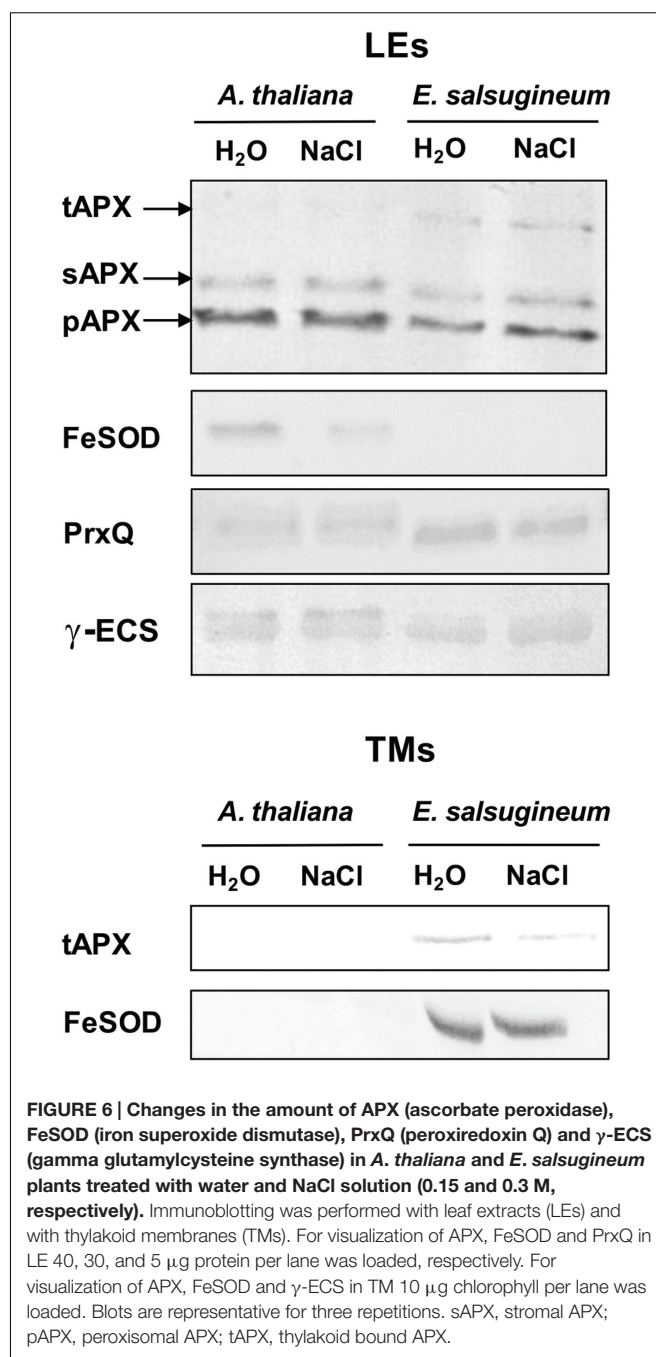 LEs
A. thaliana E. salsugineum
H₂O NaCl H₂O NaCl
tAPX
sAPX
pAPX
FeSOD
PrxQ
γ-ECS
TMs
A. thaliana E. salsugineum
H₂O NaCl H₂O NaCl
tAPX
FeSOD
FIGURE 6 | Changes in the amount of APX (ascorbate peroxidase),
FeSOD (iron superoxide dismutase), PrxQ (peroxiredoxin Q) and γ-ECS
(gamma glutamylcysteine synthase) in A. thaliana and E. salsugineum
plants treated with water and NaCl solution (0.15 and 0.3 M,
respectively). Immunoblotting was performed with leaf extracts (LEs) and
with thylakoid membranes (TMs). For visualization of APX, FeSOD and PrxQ in
LE 40, 30, and 5 μg protein per lane was loaded, respectively. For
visualization of APX, FeSOD and γ-ECS in TM 10 μg chlorophyll per lane was
loaded. Blots are representative for three repetitions. sAPX, stromal APX;
pAPX, peroxisomal APX; tAPX, thylakoid bound APX.